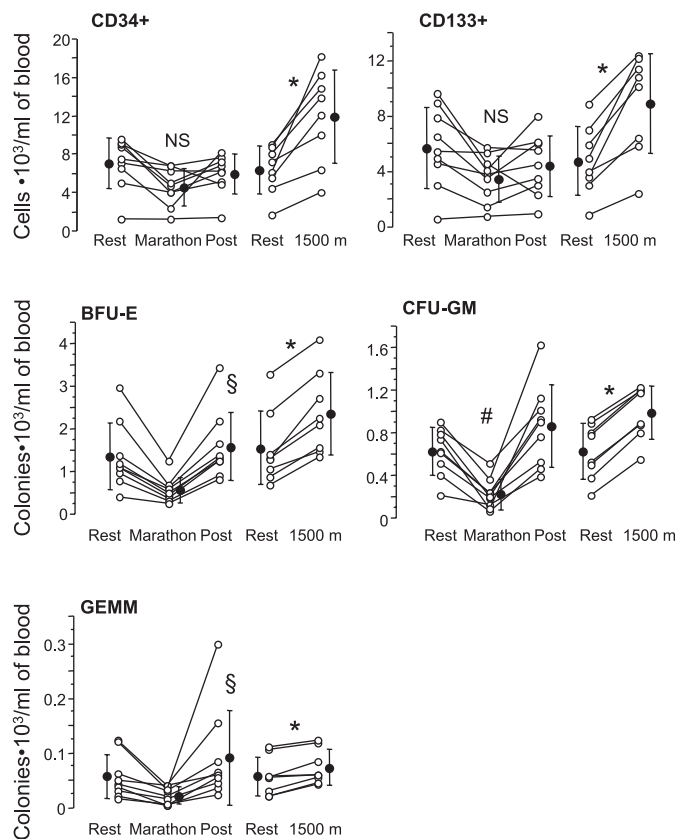 CD34+
CD133+
Cells •10³/ml of blood
20
16
12
8
4
0
NS
*
Rest Marathon Post Rest 1500 m
12
8
4
0
NS
*
Rest Marathon Post Rest 1500 m
BFU-E
CFU-GM
Colonies•10³/ml of blood
4
3
2
1
0
§
*
Rest Marathon Post Rest 1500 m
1.6
1.2
0.8
0.4
0
#
*
Rest Marathon Post Rest 1500 m
GEMM
Colonies•10³/ml of blood
0.3
0.2
0.1
0
§
*
Rest Marathon Post Rest 1500 m